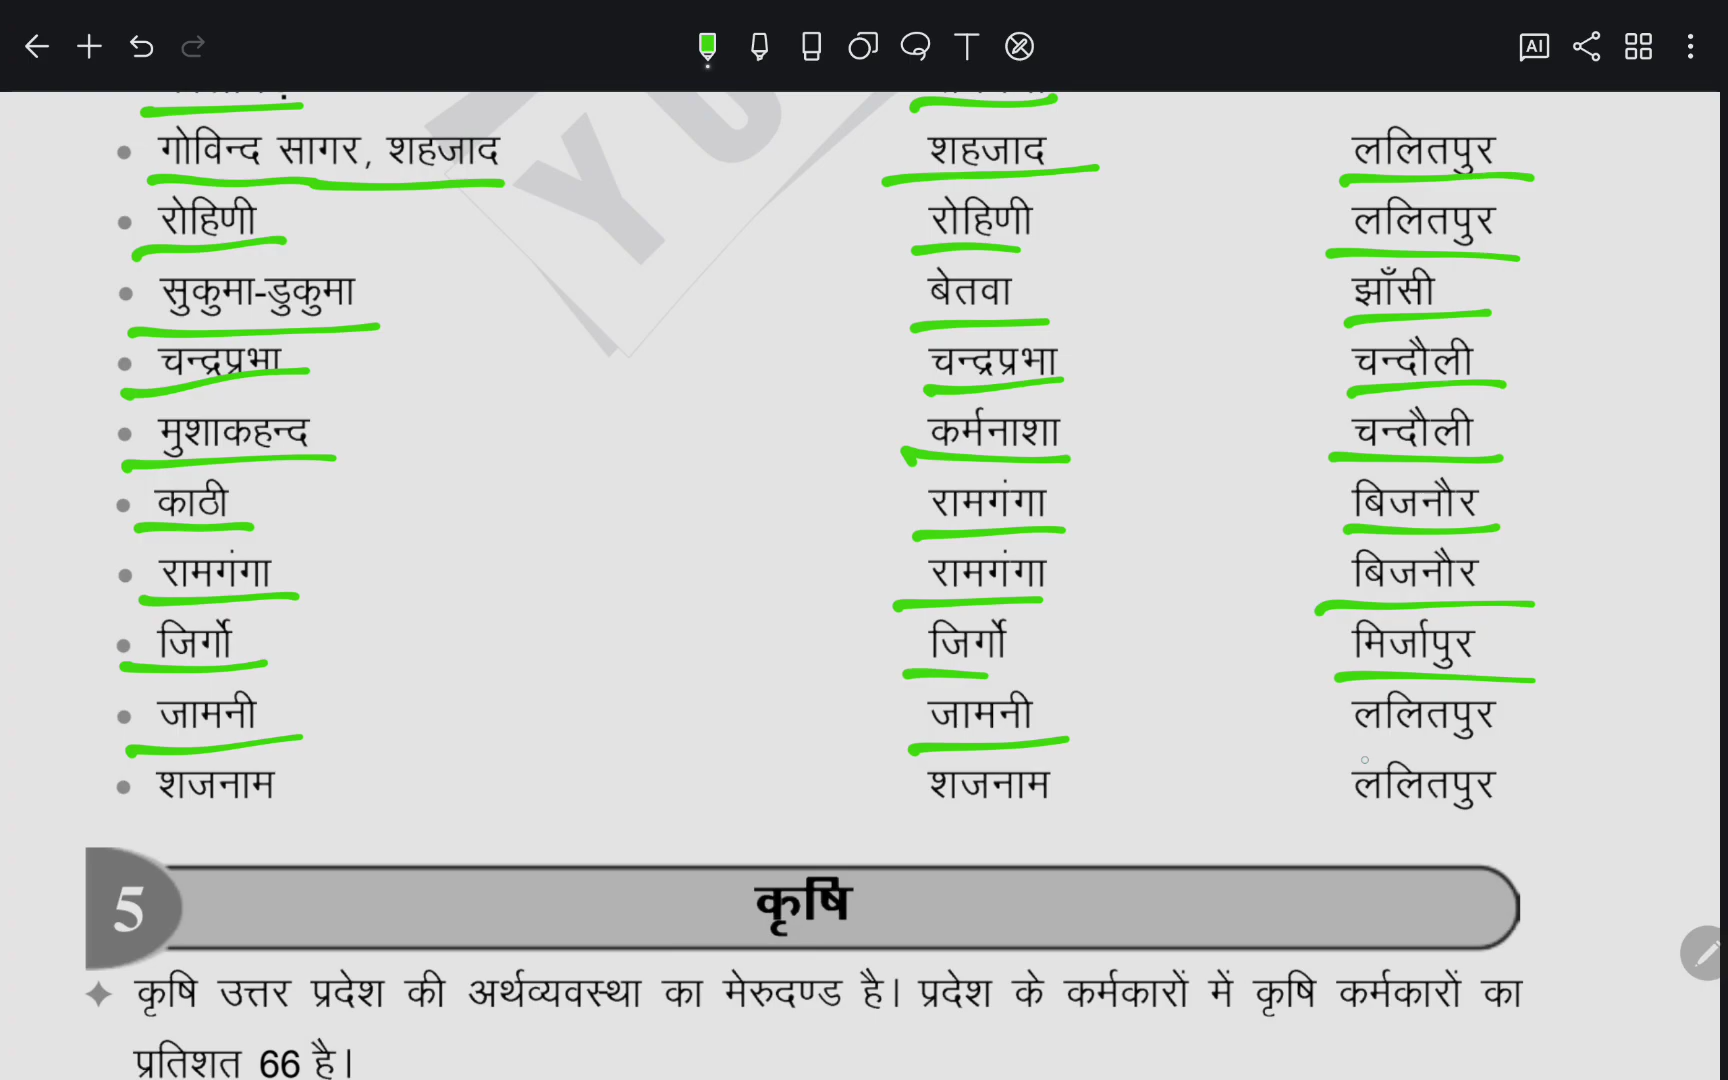 AI
गोविन्द सागर, शहजाद शहजाद ललितपुर
रोहिणी रोहिणी ललितपुर
सुकुमा-डुकुमा बेतवा झाँसी
चन्द्रप्रभा चन्द्रप्रभा चन्दौली
मुशाकहन्द कर्मनाशा चन्दौली
काठी रामगंगा बिजनौर
रामगंगा रामगंगा बिजनौर
जिर्गो जिर्गो मिर्जापुर
जामनी जामनी ललितपुर
शजनाम शजनाम ललितपुर
5 कृषि
कृषि उत्तर प्रदेश की अर्थव्यवस्था का मेरुदण्ड है। प्रदेश के कर्मकारों में कृषि कर्मकारों का
प्रतिशत 66 है।